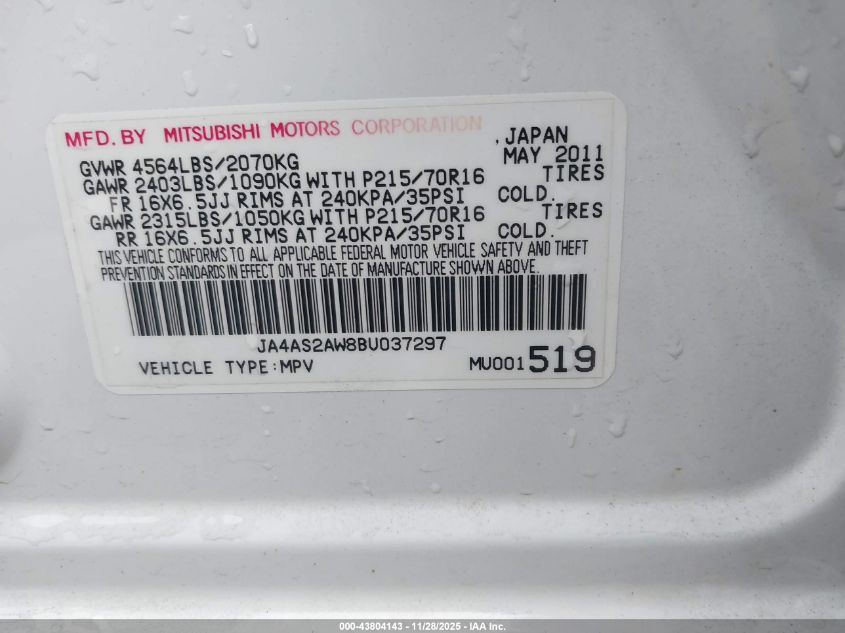 MFD. BY MITSUBISHI MOTORS CORPORATION , JAPAN
GVWR 4564LBS/2070KG MAY 2011
GAWR 2403LBS/1090KG WITH P215/70R16 TIRES
FR 16X6.5JJ RIMS AT 240KPA/35PSI COLD.
GAWR 2315LBS/1050KG WITH P215/70R16 TIRES
RR 16X6.5JJ RIMS AT 240KPA/35PSI COLD.
THIS VEHICLE CONFORMS TO ALL APPLICABLE FEDERAL MOTOR VEHICLE SAFETY AND THEFT
PREVENTION STANDARDS IN EFFECT ON THE DATE OF MANUFACTURE SHOWN ABOVE.
JA4AS2AW8BU037297
VEHICLE TYPE:MPV MU001519
000-43804143 — 11/28/2025 — IAA Inc.